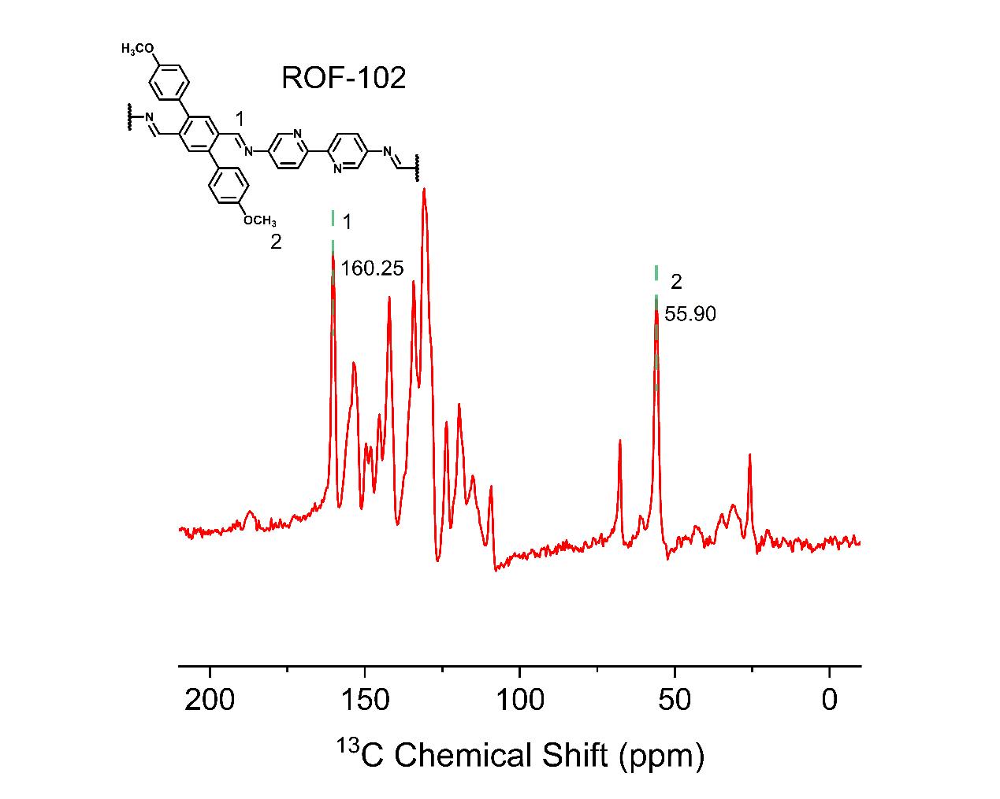 H₃CO
ROF-102
1
N
N
N
N
N
OCH₃
2
1
160.25
2
55.90
200
150
100
50
0
¹³C Chemical Shift (ppm)